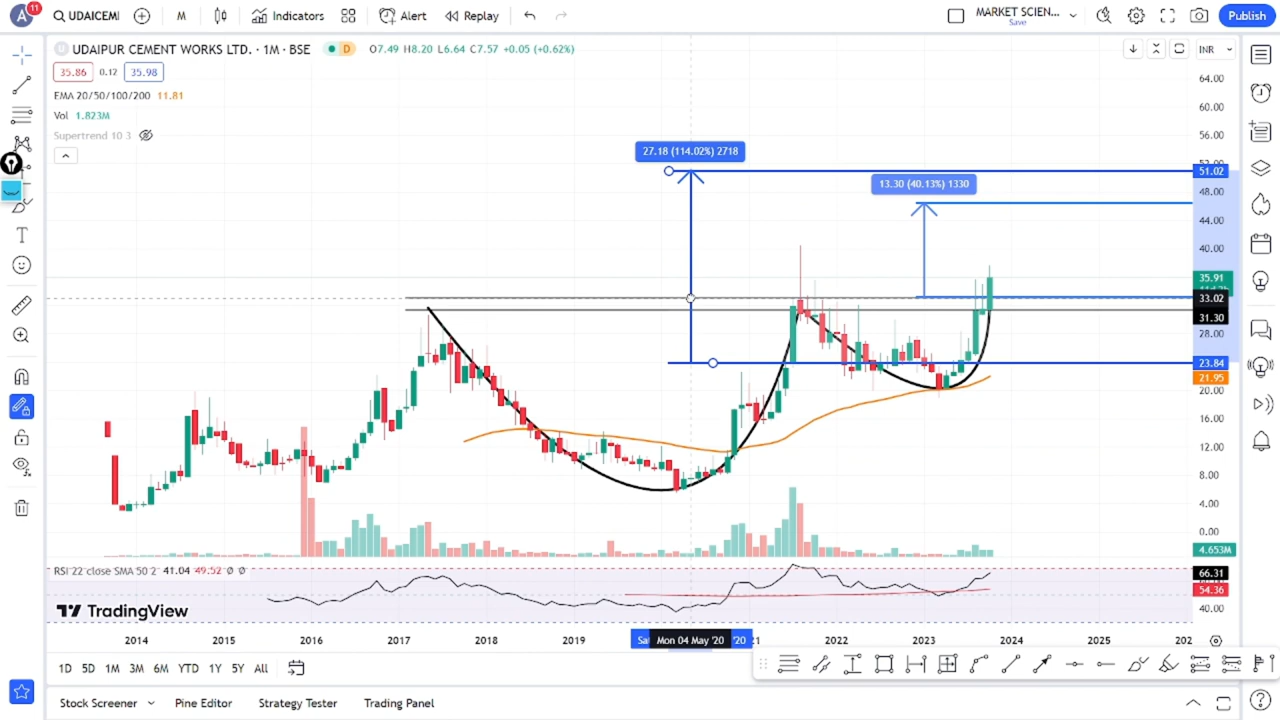 A 11 UDAICEMI M Indicators Alert Replay MARKET SCIEN... Save Publish
UDAIPUR CEMENT WORKS LTD. · 1M · BSE D O7.49 H8.20 L6.64 C7.57 +0.05 (+0.62%) INR
35.86 0.12 35.98
EMA 20/50/100/200 11.81
Vol 1.823M
Supertrend 10 3
64.00
60.00
56.00
27.18 (114.02%) 2718
51.02
13.30 (40.13%) 1330
48.00
44.00
40.00
35.91
33.02
31.30
28.00
23.84
21.95
20.00
16.00
12.00
8.00
4.00
0.00
4.653M
RSI 22 close SMA 50 2 41.04 49.52 Ø Ø
66.31
54.36
40.00
TradingView
2014 2015 2016 2017 2018 2019 Mon 04 May '20 '20 2022 2023 2024 2025
1D 5D 1M 3M 6M YTD 1Y 5Y All
Stock Screener Pine Editor Strategy Tester Trading Panel